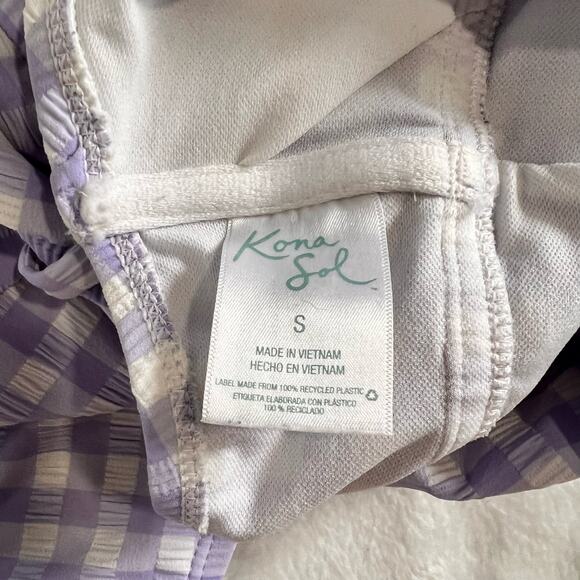 Kona
Sol™
S
MADE IN VIETNAM
HECHO EN VIETNAM
LABEL MADE FROM 100% RECYCLED PLASTIC
ETIQUETA ELABORADA CON PLÁSTICO
100 % RECICLADO